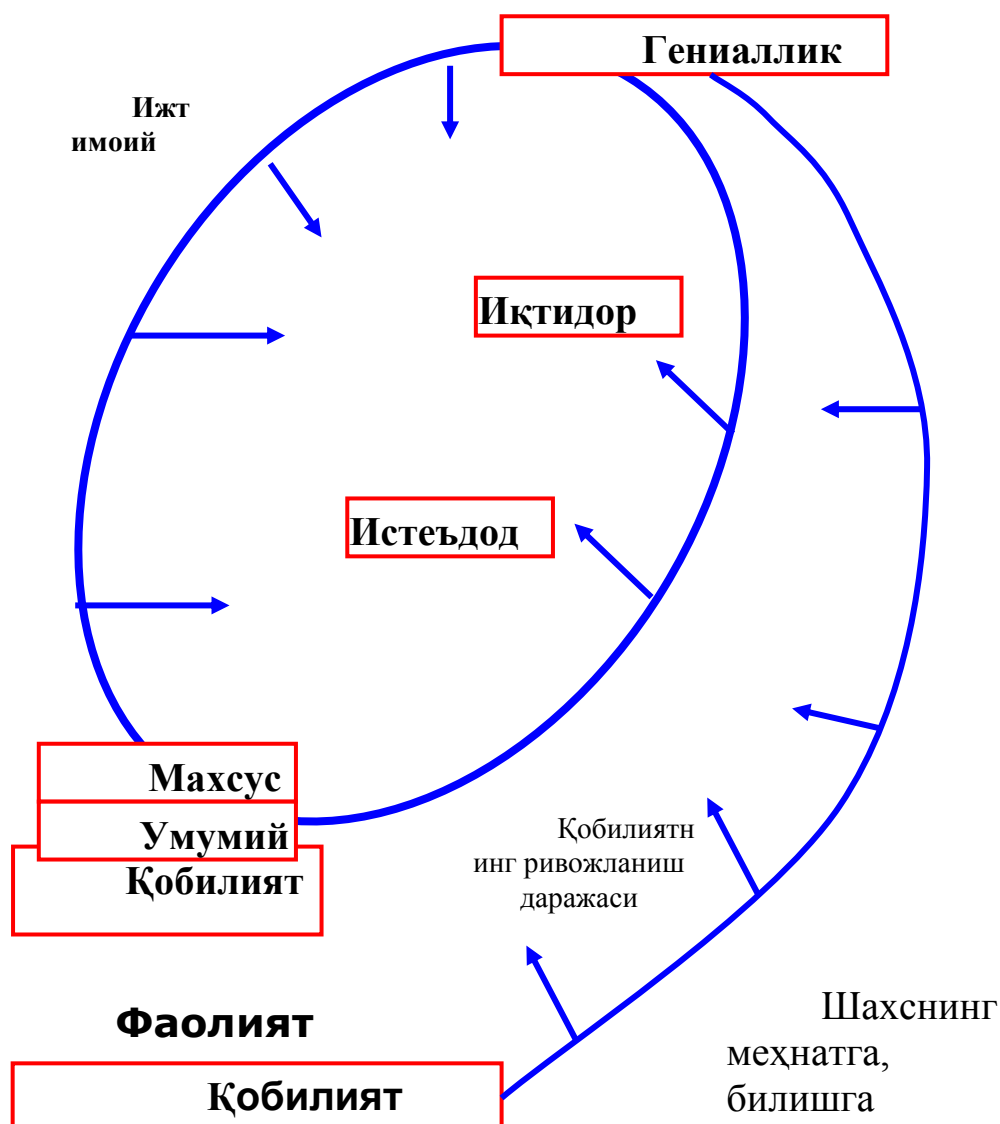 Гениаллик
Ижт
имоий
Иқтидор
Истеъдод
Махсус
Умумий
Қобилият
Қобилиятн
инг ривожланиш
даражаси
Фаолият
Шахснинг
меҳнатга,
билишга
Қобилият